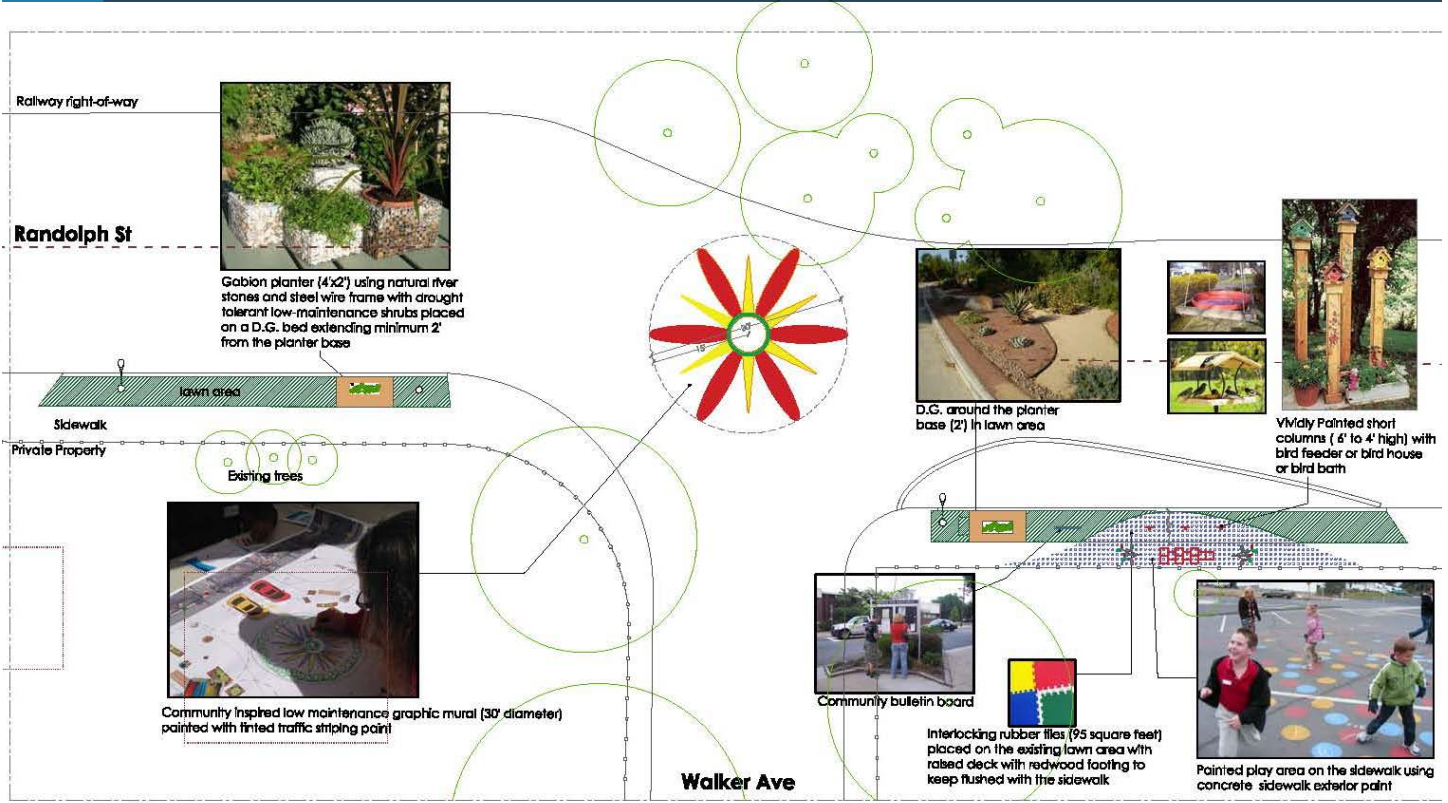 Railway right-of-way
Randolph St
Gabion planter (4'x2') using natural river
stones and steel wire frame with drought
tolerant low-maintenance shrubs placed
on a D.G. bed extending minimum 2'
from the planter base
lawn area
Sidewalk
Private Property
Existing trees
30'
15'
D.G. around the planter
base (2') in lawn area
Vividly Painted short
columns ( 6' to 4' high) with
bird feeder or bird house
or bird bath
Community inspired low maintenance graphic mural (30' diameter)
painted with tinted traffic striping paint
Community bulletin board
Interlocking rubber tiles (95 square feet)
placed on the existing lawn area with
raised deck with redwood footing to
keep flushed with the sidewalk
Painted play area on the sidewalk using
concrete sidewalk exterior paint
Walker Ave